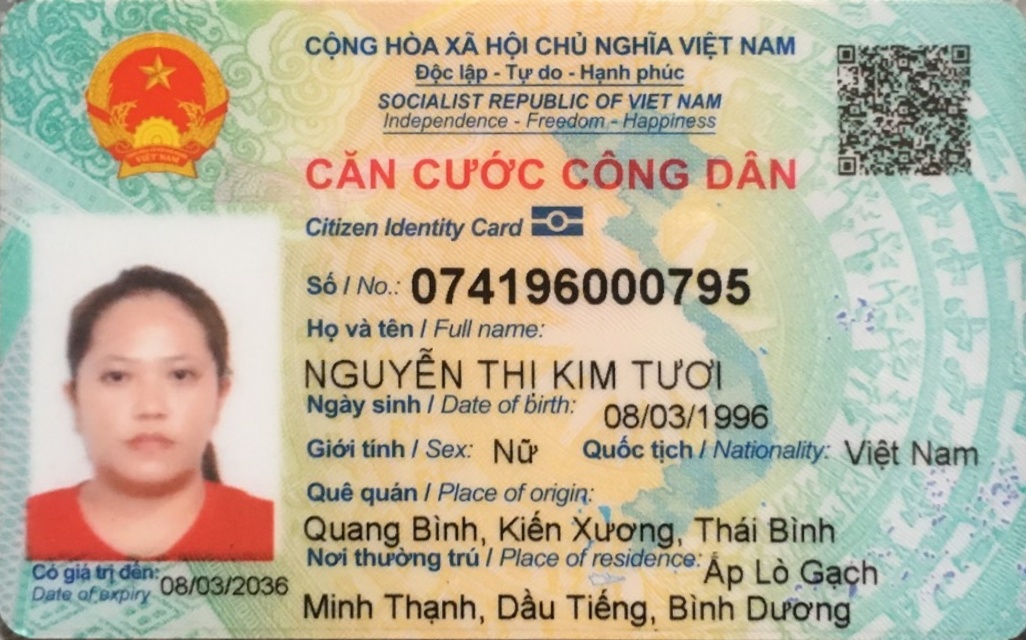 CỘNG HÒA XÃ HỘI CHỦ NGHĨA VIỆT NAM
Độc lập - Tự do - Hạnh phúc
SOCIALIST REPUBLIC OF VIET NAM
Independence - Freedom - Happiness
CĂN CƯỚC CÔNG DÂN
Citizen Identity Card
VIỆT NAM
Số / No.: 074196000795
Họ và tên / Full name:
NGUYỄN THỊ KIM TƯƠI
Ngày sinh / Date of birth: 08/03/1996
Giới tính / Sex: Nữ Quốc tịch / Nationality: Việt Nam
Quê quán / Place of origin:
Quang Bình, Kiến Xương, Thái Bình
Nơi thường trú / Place of residence: Ấp Lò Gạch
Minh Thạnh, Dầu Tiếng, Bình Dương
Có giá trị đến: 08/03/2036
Date of expiry